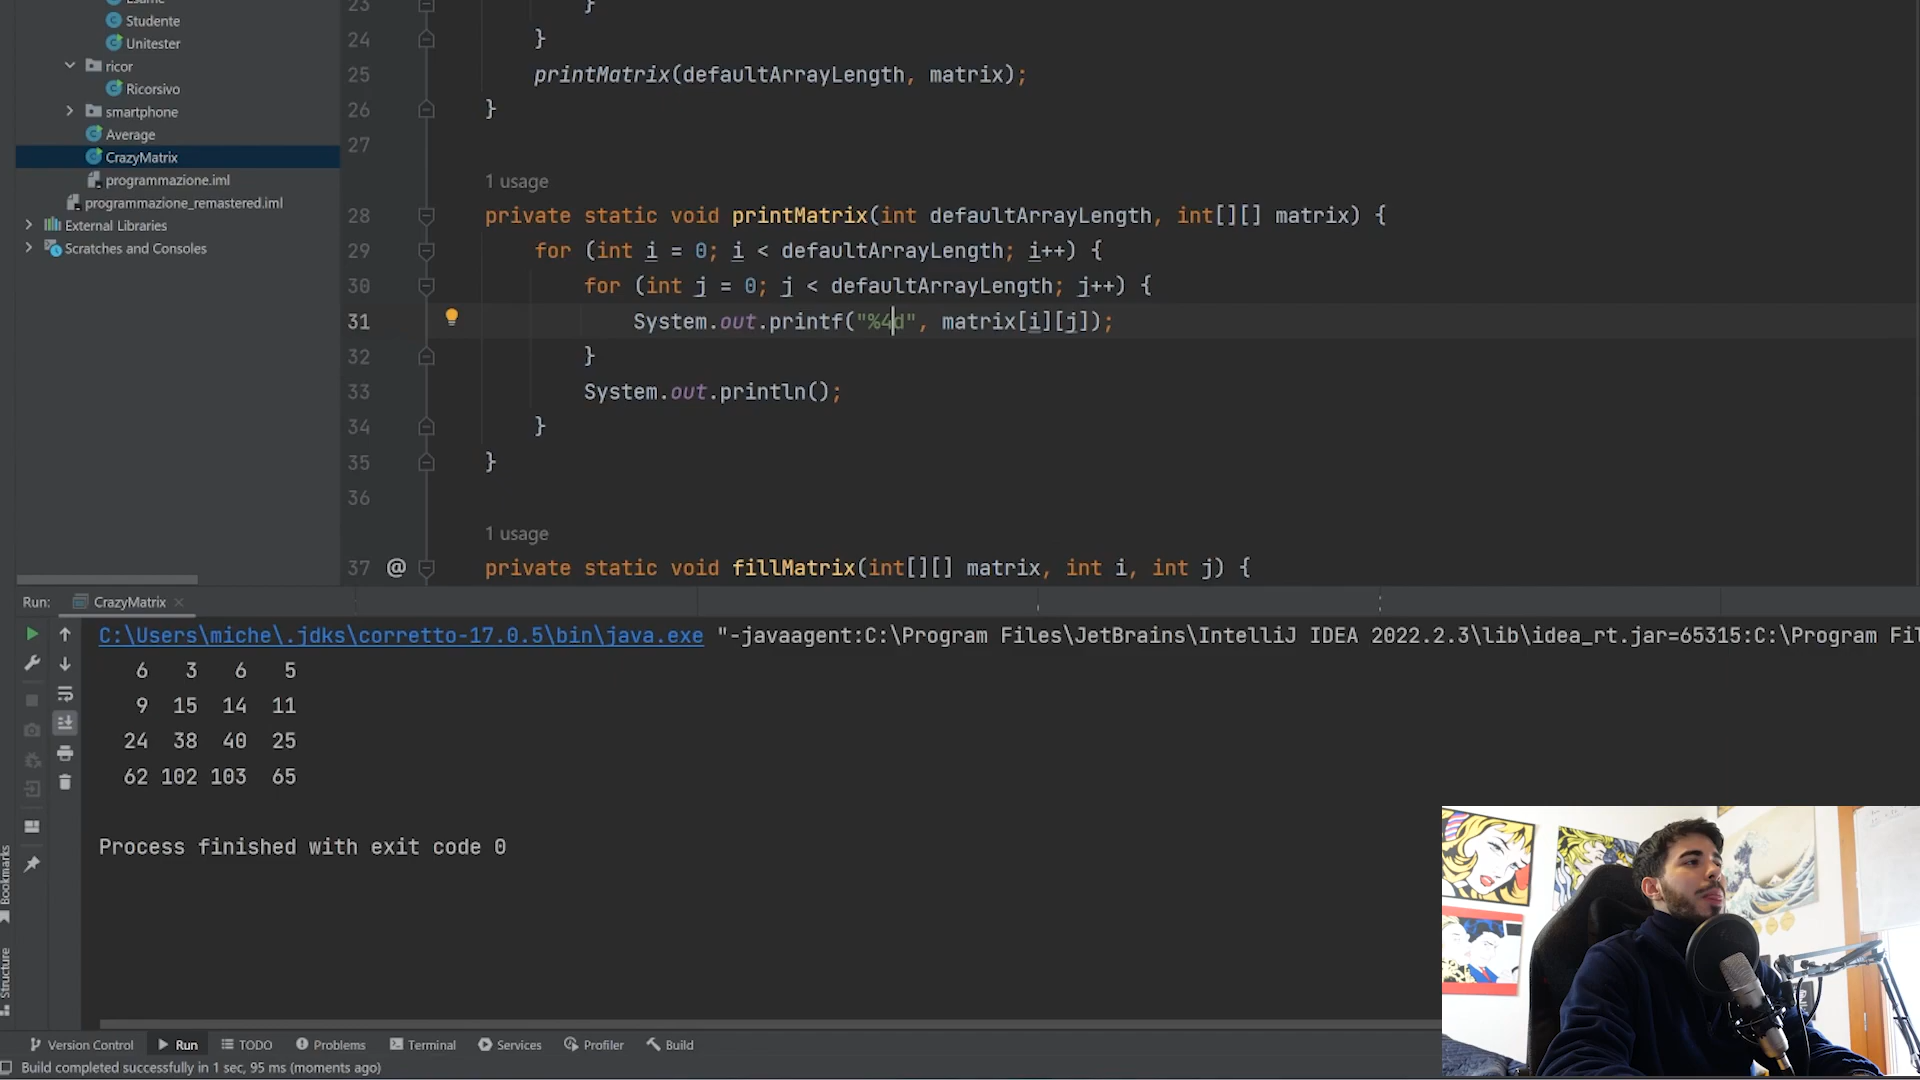 Esame
Studente
Unitester
ricor
Ricorsivo
smartphone
Average
CrazyMatrix
programmazione.iml
programmazione_remastered.iml
External Libraries
Scratches and Consoles
23 }
24 }
25 printMatrix(defaultArrayLength, matrix);
26 }
27
1 usage
28 private static void printMatrix(int defaultArrayLength, int[][] matrix) {
29 for (int i = 0; i < defaultArrayLength; i++) {
30 for (int j = 0; j < defaultArrayLength; j++) {
31 System.out.printf("%4d", matrix[i][j]);
32 }
33 System.out.println();
34 }
35 }
36
1 usage
37 @ private static void fillMatrix(int[][] matrix, int i, int j) {
Run: CrazyMatrix
C:\Users\miche\.jdks\corretto-17.0.5\bin\java.exe "-javaagent:C:\Program Files\JetBrains\IntelliJ IDEA 2022.2.3\lib\idea_rt.jar=65315:C:\Program Fil
6 3 6 5
9 15 14 11
24 38 40 25
62 102 103 65
Process finished with exit code 0
Bookmarks
Structure
Version Control Run TODO Problems Terminal Services Profiler Build
Build completed successfully in 1 sec, 95 ms (moments ago)